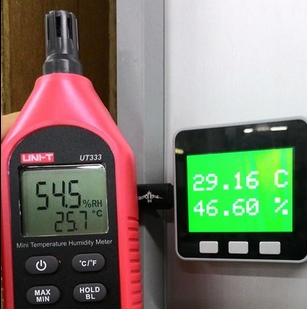 UNI-T
UT333
54.5 %RH
25.7 °C
Mini Temperature Humidity Meter
°C/°F
MAX MIN
HOLD BL
29.16 C
46.60 %